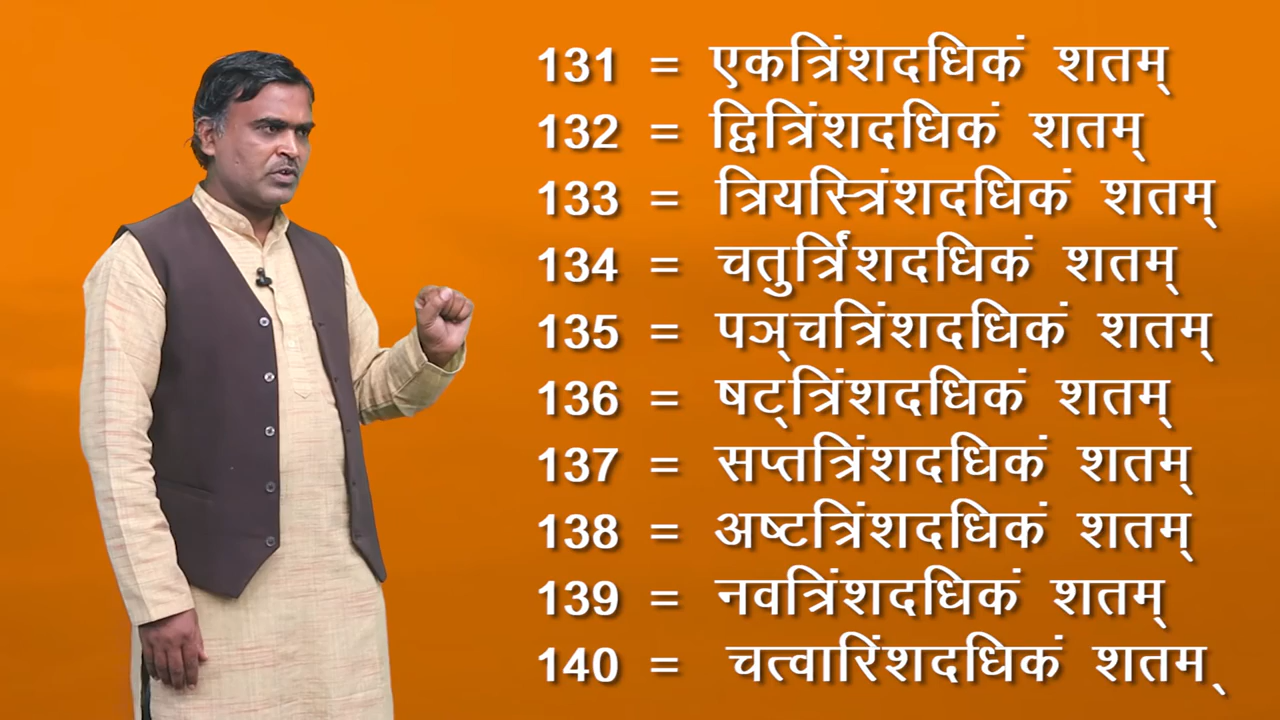 131 = एकत्रिंशदधिकं शतम्
132 = द्वित्रिंशदधिकं शतम्
133 = त्रियस्त्रिंशदधिकं शतम्
134 = चतुर्त्रिंशदधिकं शतम्
135 = पञ्चत्रिंशदधिकं शतम्
136 = षट्त्रिंशदधिकं शतम्
137 = सप्तत्रिंशदधिकं शतम्
138 = अष्टत्रिंशदधिकं शतम्
139 = नवत्रिंशदधिकं शतम्
140 = चत्वारिंशदधिकं शतम्